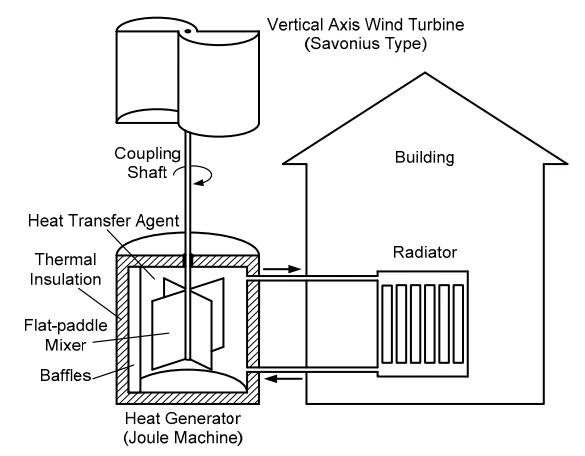 Vertical Axis Wind Turbine
(Savonius Type)
Coupling
Shaft
Building
Heat Transfer Agent
Radiator
Thermal
Insulation
Flat-paddle
Mixer
Baffles
Heat Generator
(Joule Machine)